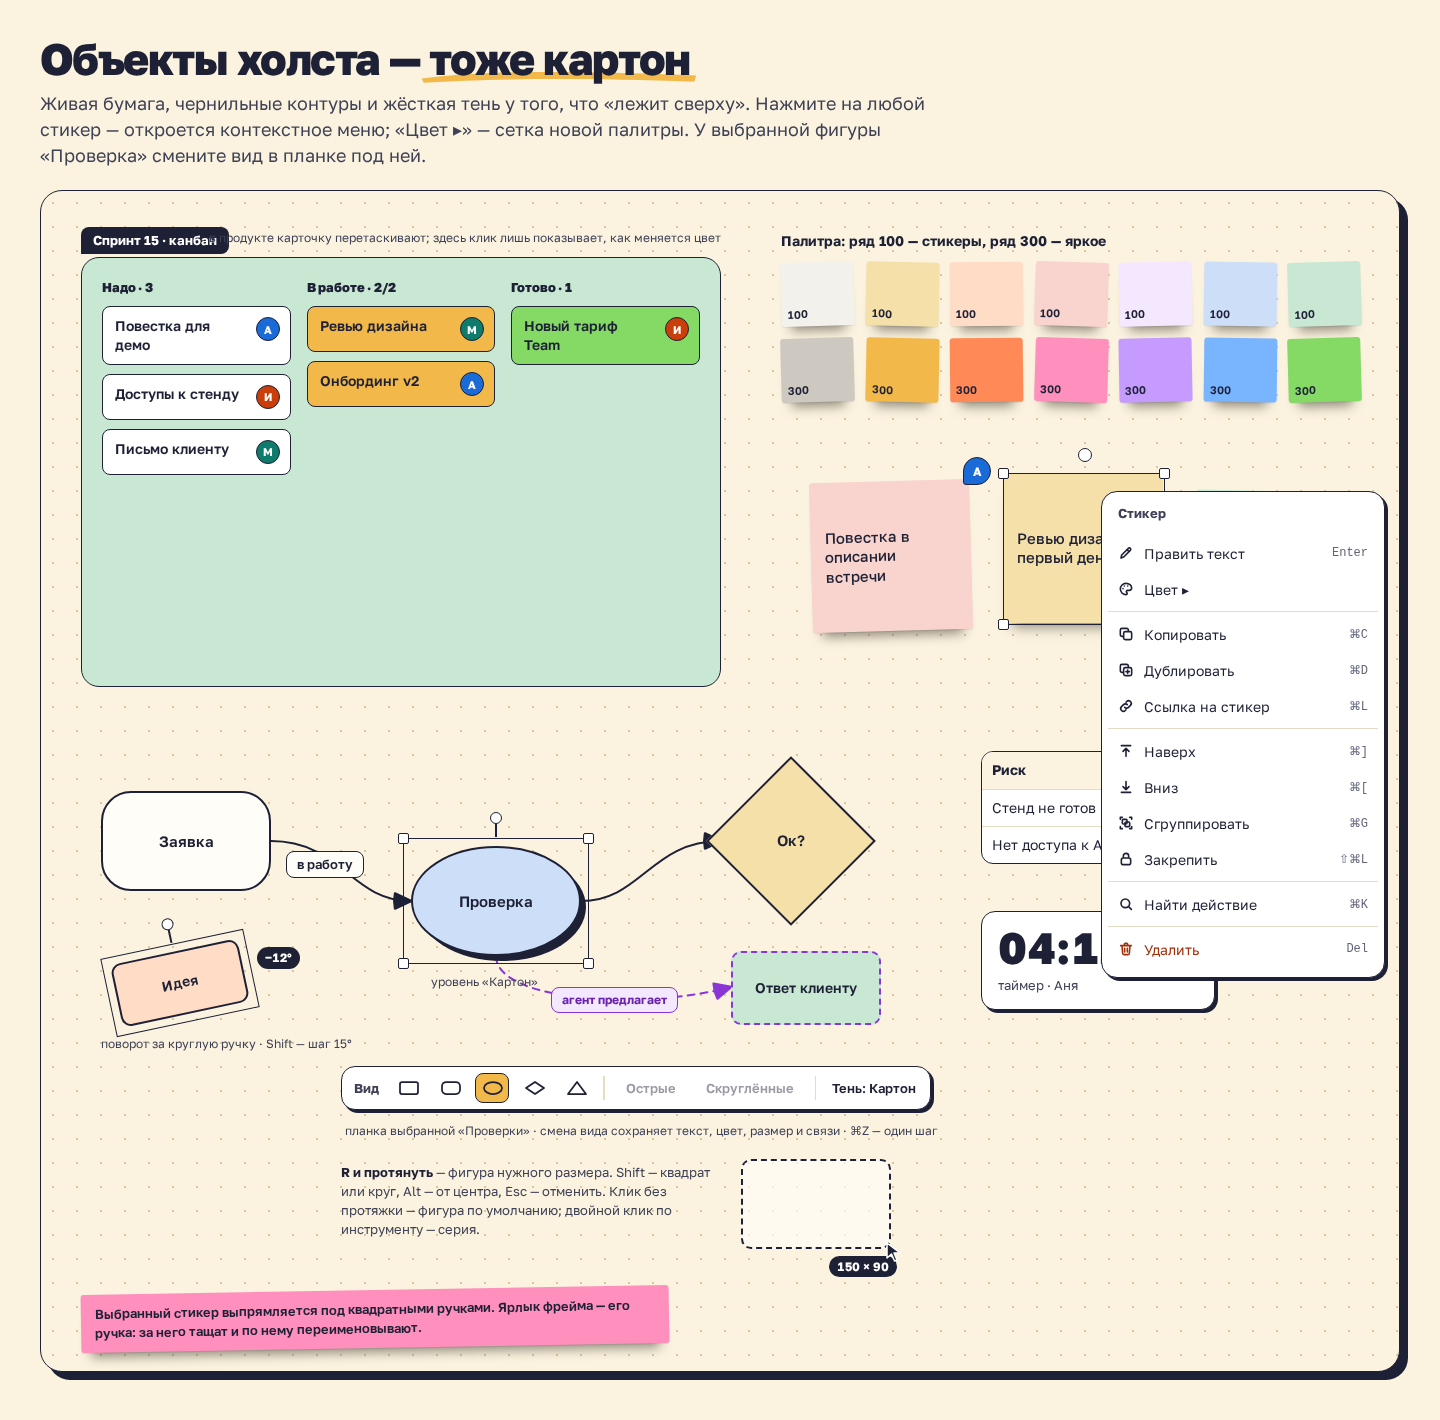 Объекты холста — тоже картон
Живая бумага, чернильные контуры и жёсткая тень у того, что «лежит сверху». Нажмите на любой
стикер — откроется контекстное меню; «Цвет ▸» — сетка новой палитры. У выбранной фигуры
«Проверка» смените вид в планке под ней.
Спринт 15 · канбан
продукте карточку перетаскивают; здесь клик лишь показывает, как меняется цвет
Надо · 3
Повестка для
демо
А
Доступы к стенду
И
Письмо клиенту
М
В работе · 2/2
Ревью дизайна
М
Онбординг v2
А
Готово · 1
Новый тариф
Team
И
Палитра: ряд 100 — стикеры, ряд 300 — яркое
100 100 100 100 100 100 100
300 300 300 300 300 300 300
Повестка в
описании
встречи
А
Ревью диза
первый ден
Стикер
Править текст Enter
Цвет ▸
Копировать ⌘C
Дублировать ⌘D
Ссылка на стикер ⌘L
Наверх ⌘]
Вниз ⌘[
Сгруппировать ⌘G
Закрепить ⇧⌘L
Найти действие ⌘K
Удалить Del
Заявка
в работу
Проверка
уровень «Картон»
Ок?
агент предлагает
Ответ клиенту
Идея
−12°
поворот за круглую ручку · Shift — шаг 15°
Риск
Стенд не готов
Нет доступа к А
04:1
таймер · Аня
Вид Острые Скруглённые Тень: Картон
планка выбранной «Проверки» · смена вида сохраняет текст, цвет, размер и связи · ⌘Z — один шаг
R и протянуть — фигура нужного размера. Shift — квадрат
или круг, Alt — от центра, Esc — отменить. Клик без
протяжки — фигура по умолчанию; двойной клик по
инструменту — серия.
150 × 90
Выбранный стикер выпрямляется под квадратными ручками. Ярлык фрейма — его
ручка: за него тащат и по нему переименовывают.